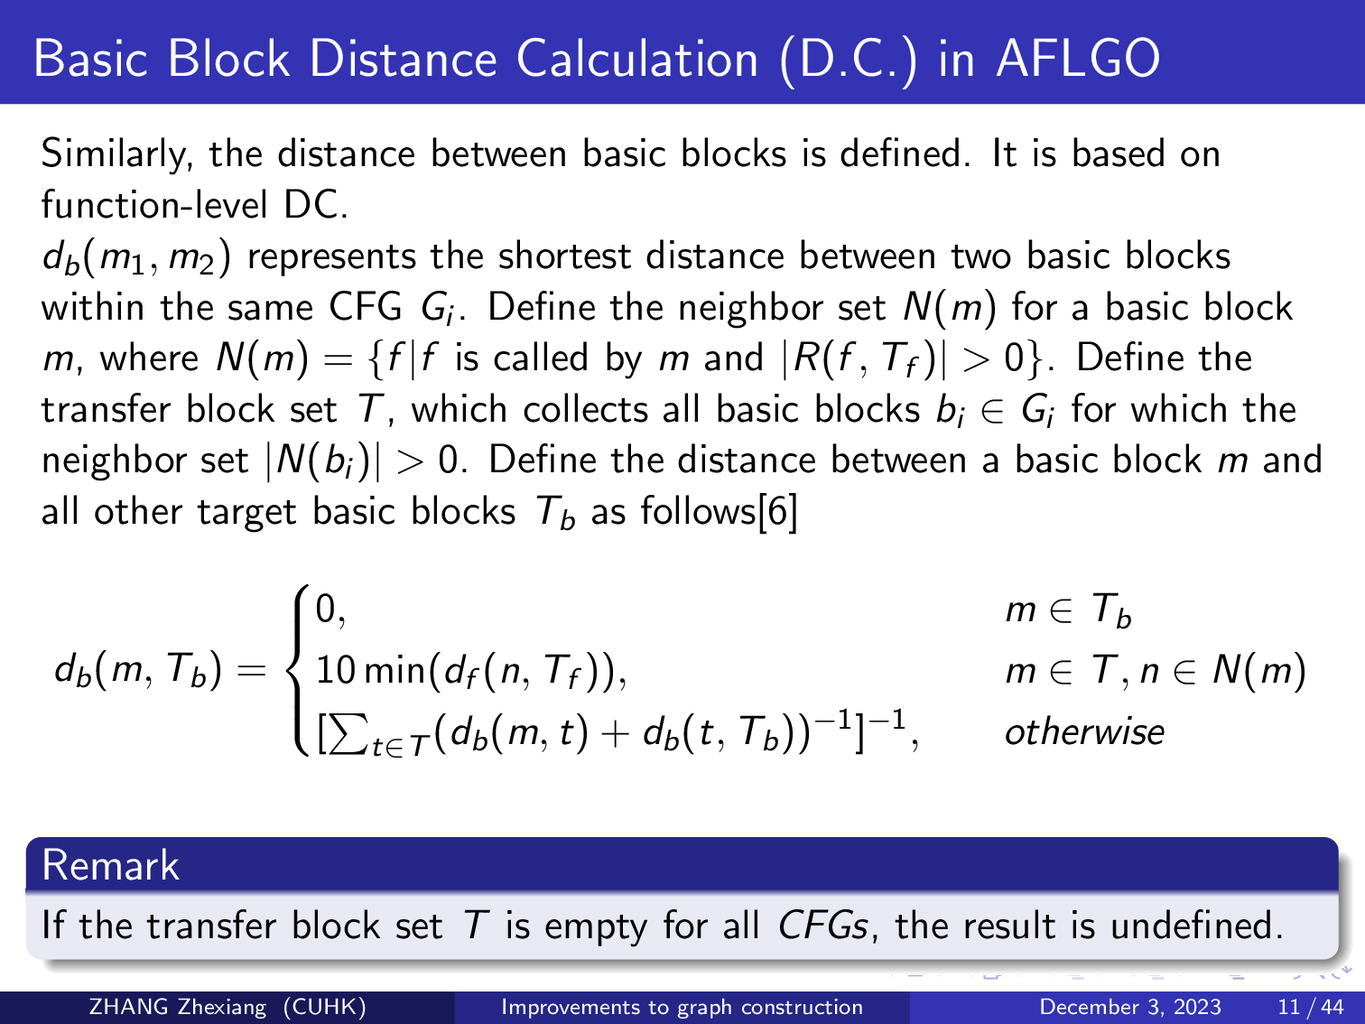 Basic Block Distance Calculation (D.C.) in AFLGO
Similarly, the distance between basic blocks is defined. It is based on
function-level DC.
d_b(m_1, m_2) represents the shortest distance between two basic blocks
within the same CFG G_i. Define the neighbor set N(m) for a basic block
m, where N(m) = {f|f is called by m and |R(f, T_f)| > 0}. Define the
transfer block set T, which collects all basic blocks b_i ∈ G_i for which the
neighbor set |N(b_i)| > 0. Define the distance between a basic block m and
all other target basic blocks T_b as follows[6]
d_b(m, T_b) =
0, m ∈ T_b
10 min(d_f(n, T_f)), m ∈ T, n ∈ N(m)
[∑_{t∈T}(d_b(m, t) + d_b(t, T_b))^{-1}]^{-1}, otherwise
Remark
If the transfer block set T is empty for all CFGs, the result is undefined.
ZHANG Zhexiang (CUHK) Improvements to graph construction December 3, 2023 11 / 44